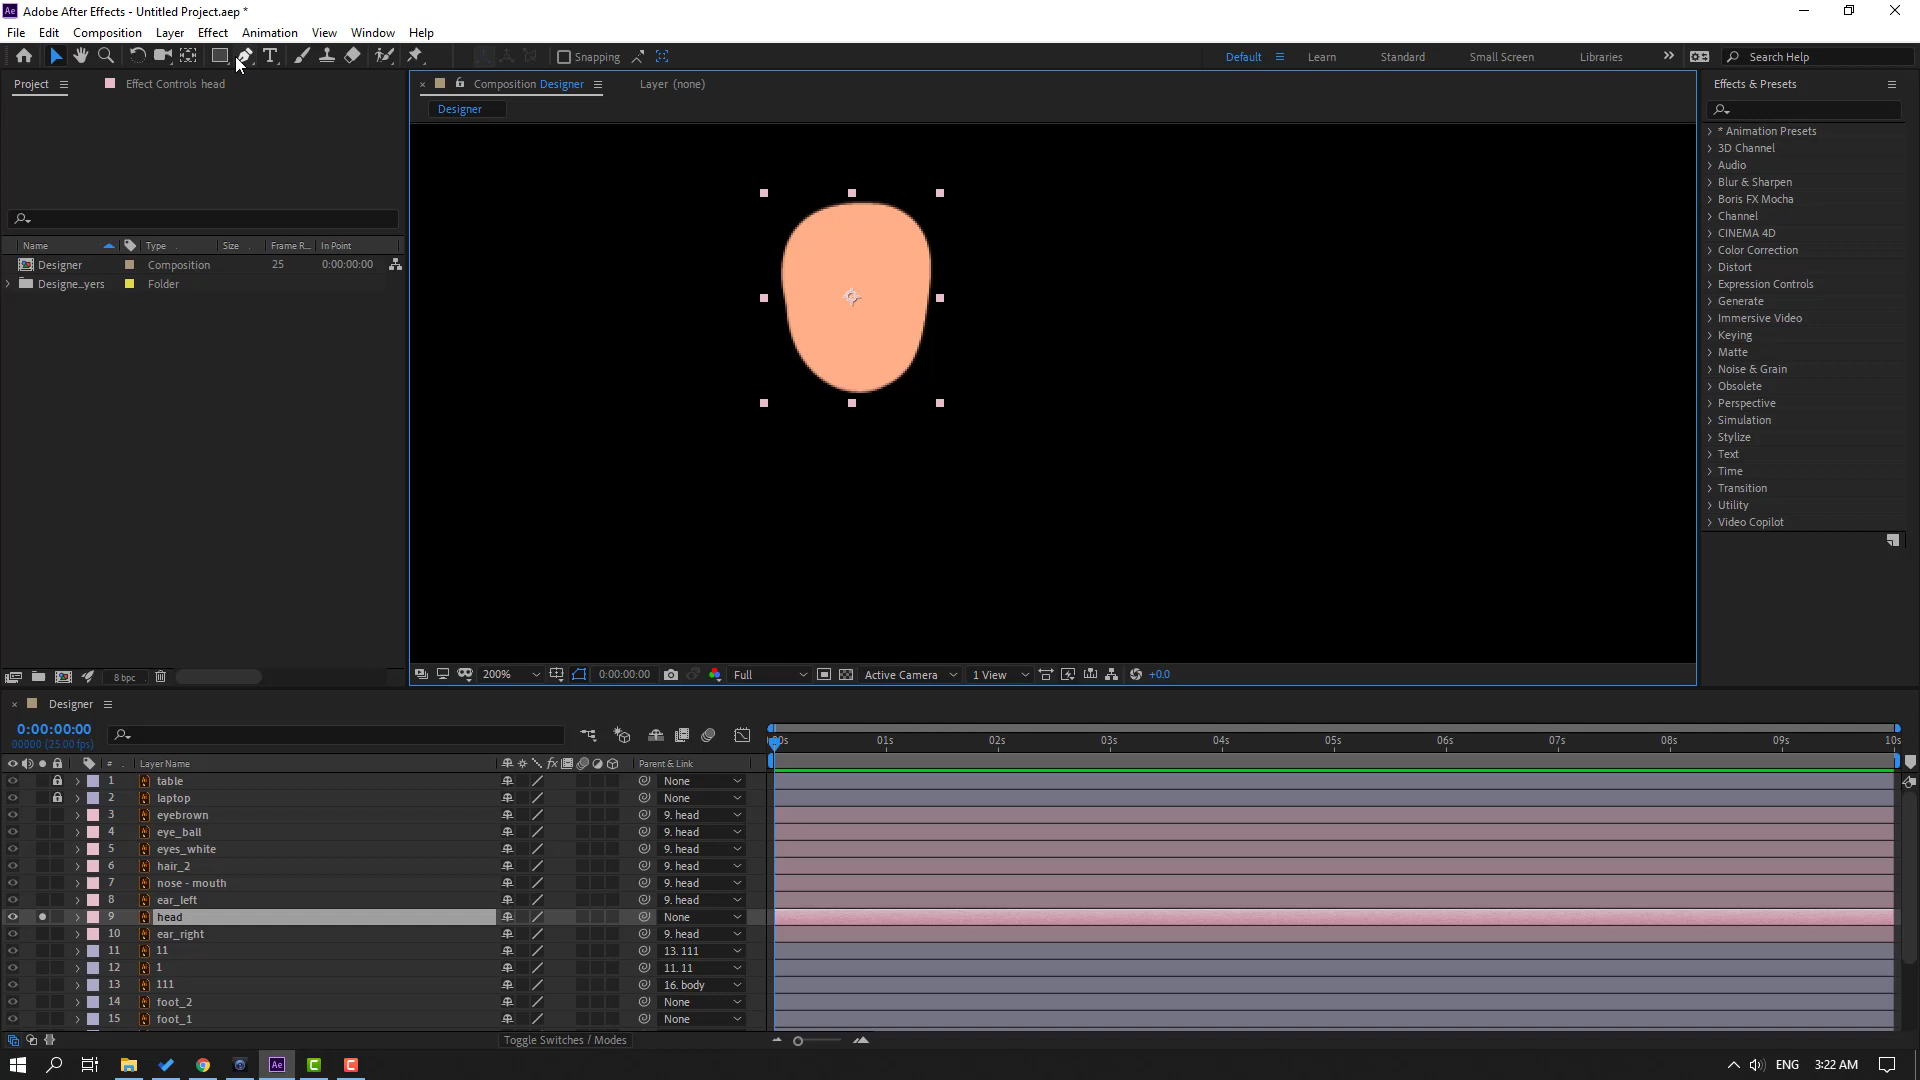 Ae Adobe After Effects - Untitled Project.aep *
File Edit Composition Layer Effect Animation View Window Help
Snapping Default Learn Standard Small Screen Libraries Search Help
Project Effect Controls head Composition Designer Layer (none) Effects & Presets
Designer
* Animation Presets
3D Channel
Audio
Blur & Sharpen
Boris FX Mocha
Channel
CINEMA 4D
Color Correction
Distort
Expression Controls
Generate
Immersive Video
Keying
Matte
Noise & Grain
Obsolete
Perspective
Simulation
Stylize
Text
Time
Transition
Utility
Video Copilot
Name Type Size Frame R... In Point
Designer Composition 25 0:00:00:00
Designe...yers Folder
8 bpc 200% 0:00:00:00 Full Active Camera 1 View +0.0
Designer
0:00:00:00
00000 (25.00 fps)
00s 01s 02s 03s 04s 05s 06s 07s 08s 09s 10s
# Layer Name fx Parent & Link
1 table None
2 laptop None
3 eyebrown 9. head
4 eye_ball 9. head
5 eyes_white 9. head
6 hair_2 9. head
7 nose - mouth 9. head
8 ear_left 9. head
9 head None
10 ear_right 9. head
11 11 13. 111
12 1 11. 11
13 111 16. body
14 foot_2 None
15 foot_1 None
Toggle Switches / Modes
Ae ENG 3:22 AM